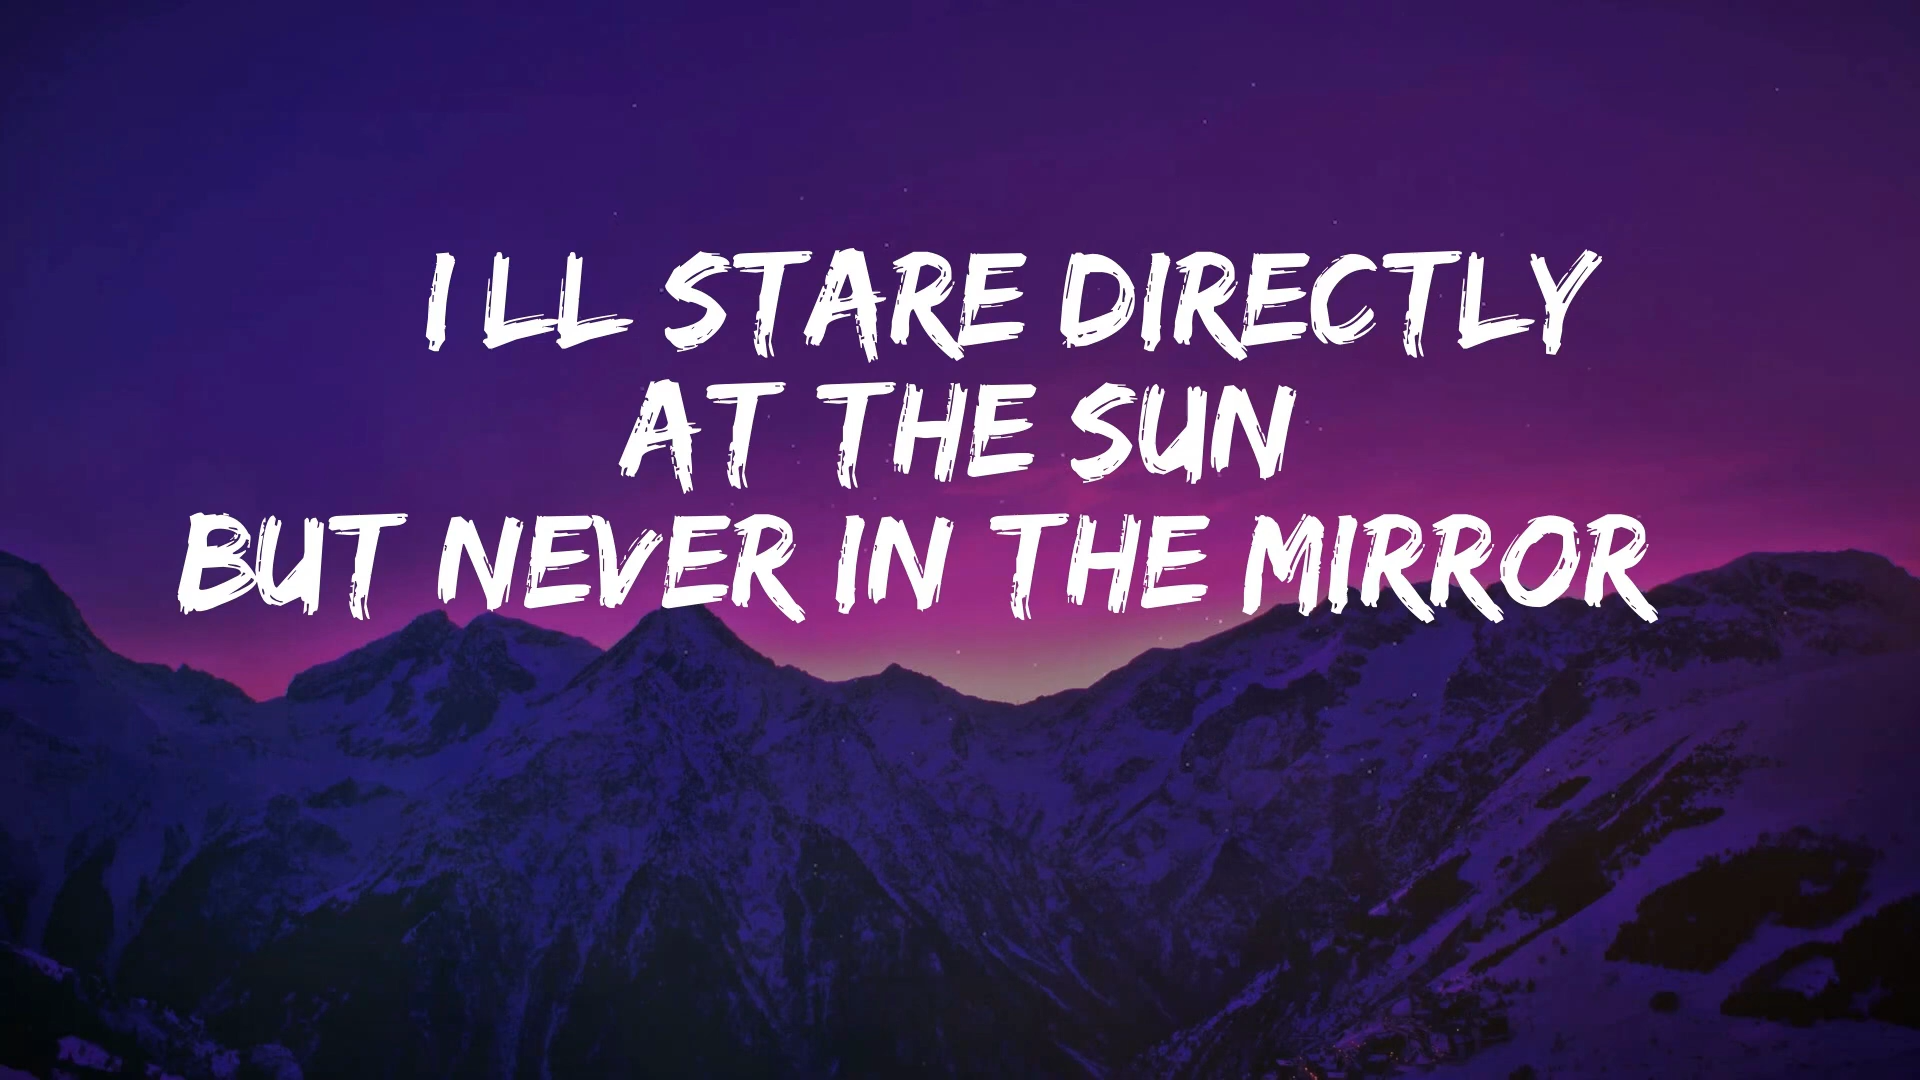 I LL STARE DIRECTLY
AT THE SUN
BUT NEVER IN THE MIRROR